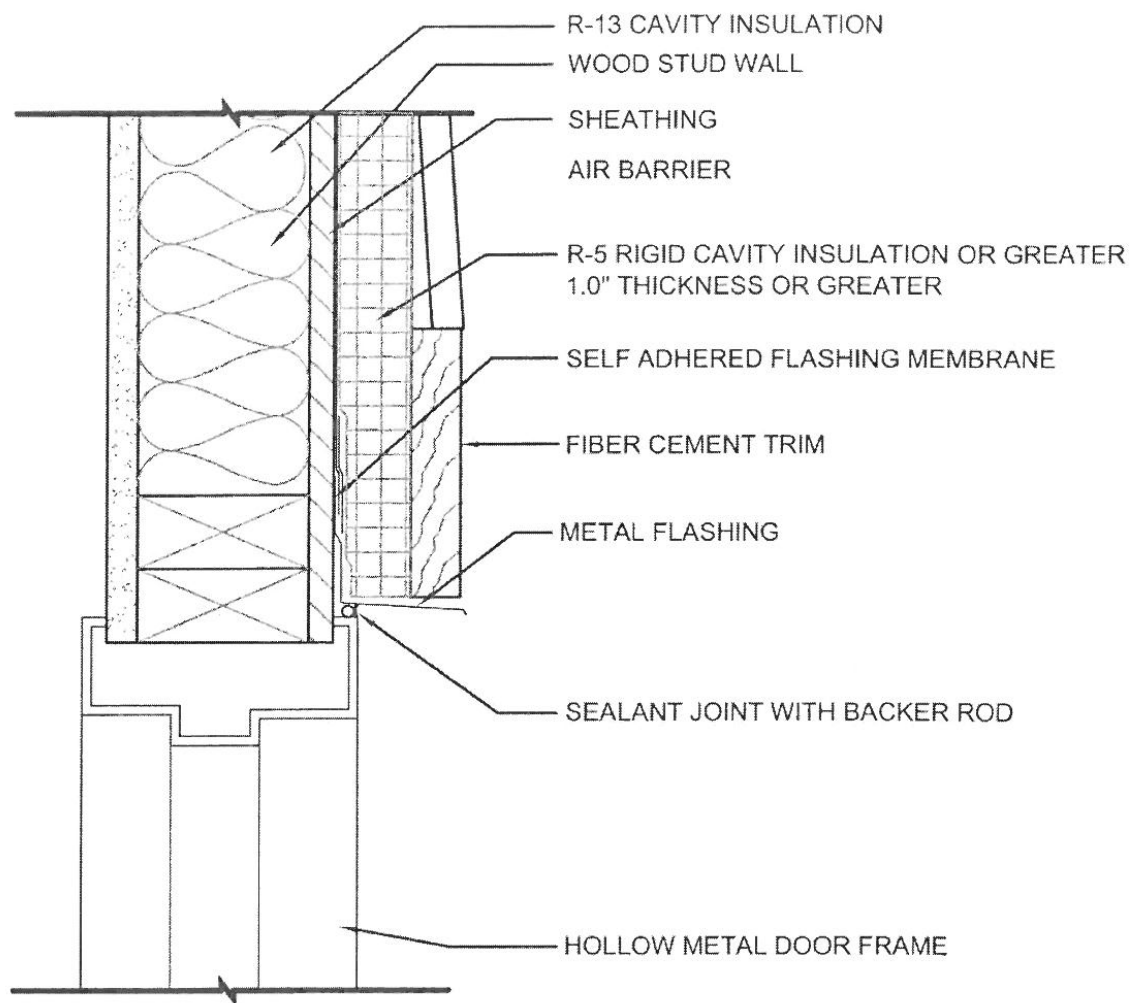 R-13 CAVITY INSULATION
WOOD STUD WALL
SHEATHING
AIR BARRIER
R-5 RIGID CAVITY INSULATION OR GREATER
1.0" THICKNESS OR GREATER
SELF ADHERED FLASHING MEMBRANE
FIBER CEMENT TRIM
METAL FLASHING
SEALANT JOINT WITH BACKER ROD
HOLLOW METAL DOOR FRAME